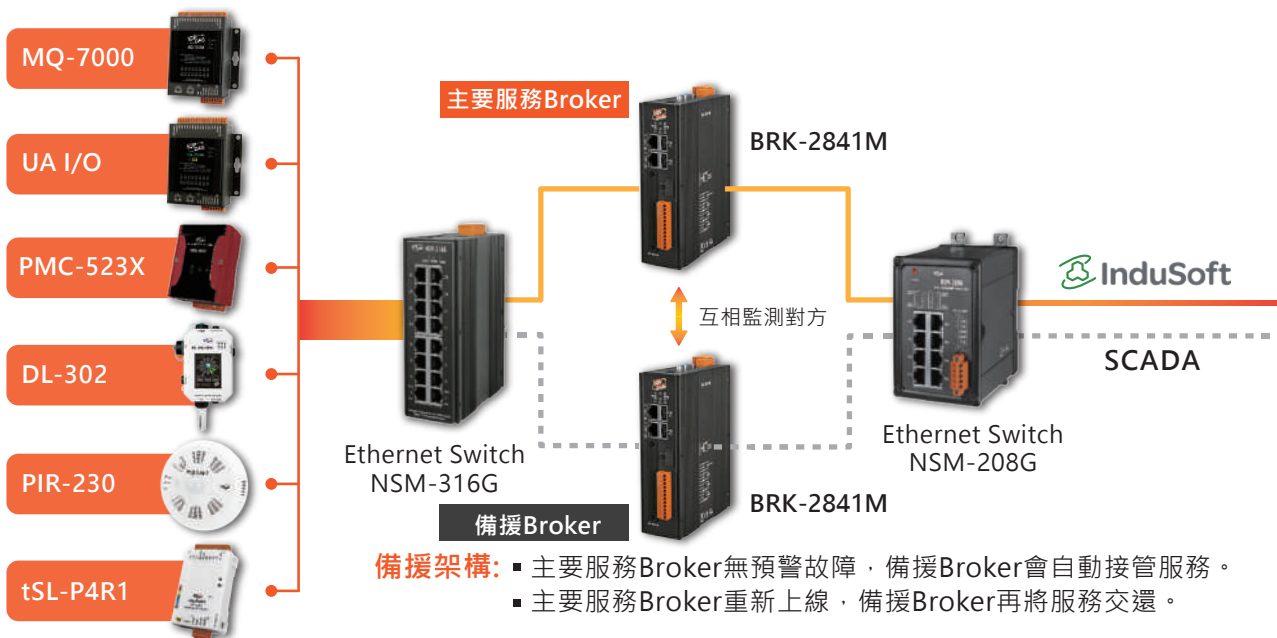 MQ-7000
UA I/O
PMC-523X
DL-302
PIR-230
tSL-P4R1
主要服務Broker
BRK-2841M
互相監測對方
InduSoft
SCADA
Ethernet Switch
NSM-316G
Ethernet Switch
NSM-208G
備援Broker
BRK-2841M
備援架構: ▪ 主要服務Broker無預警故障，備援Broker會自動接管服務。
▪ 主要服務Broker重新上線，備援Broker再將服務交還。